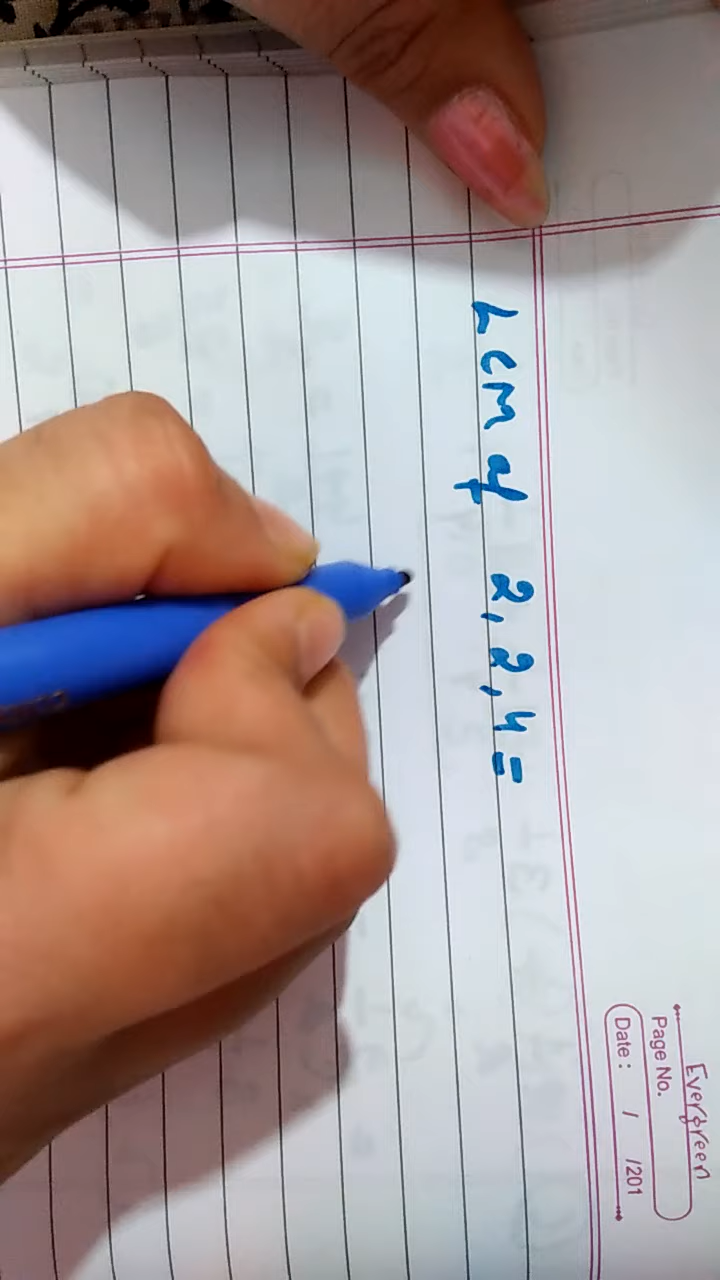 Evergreen
Page No.
Date : / /201
Lcm of 2,2,4=